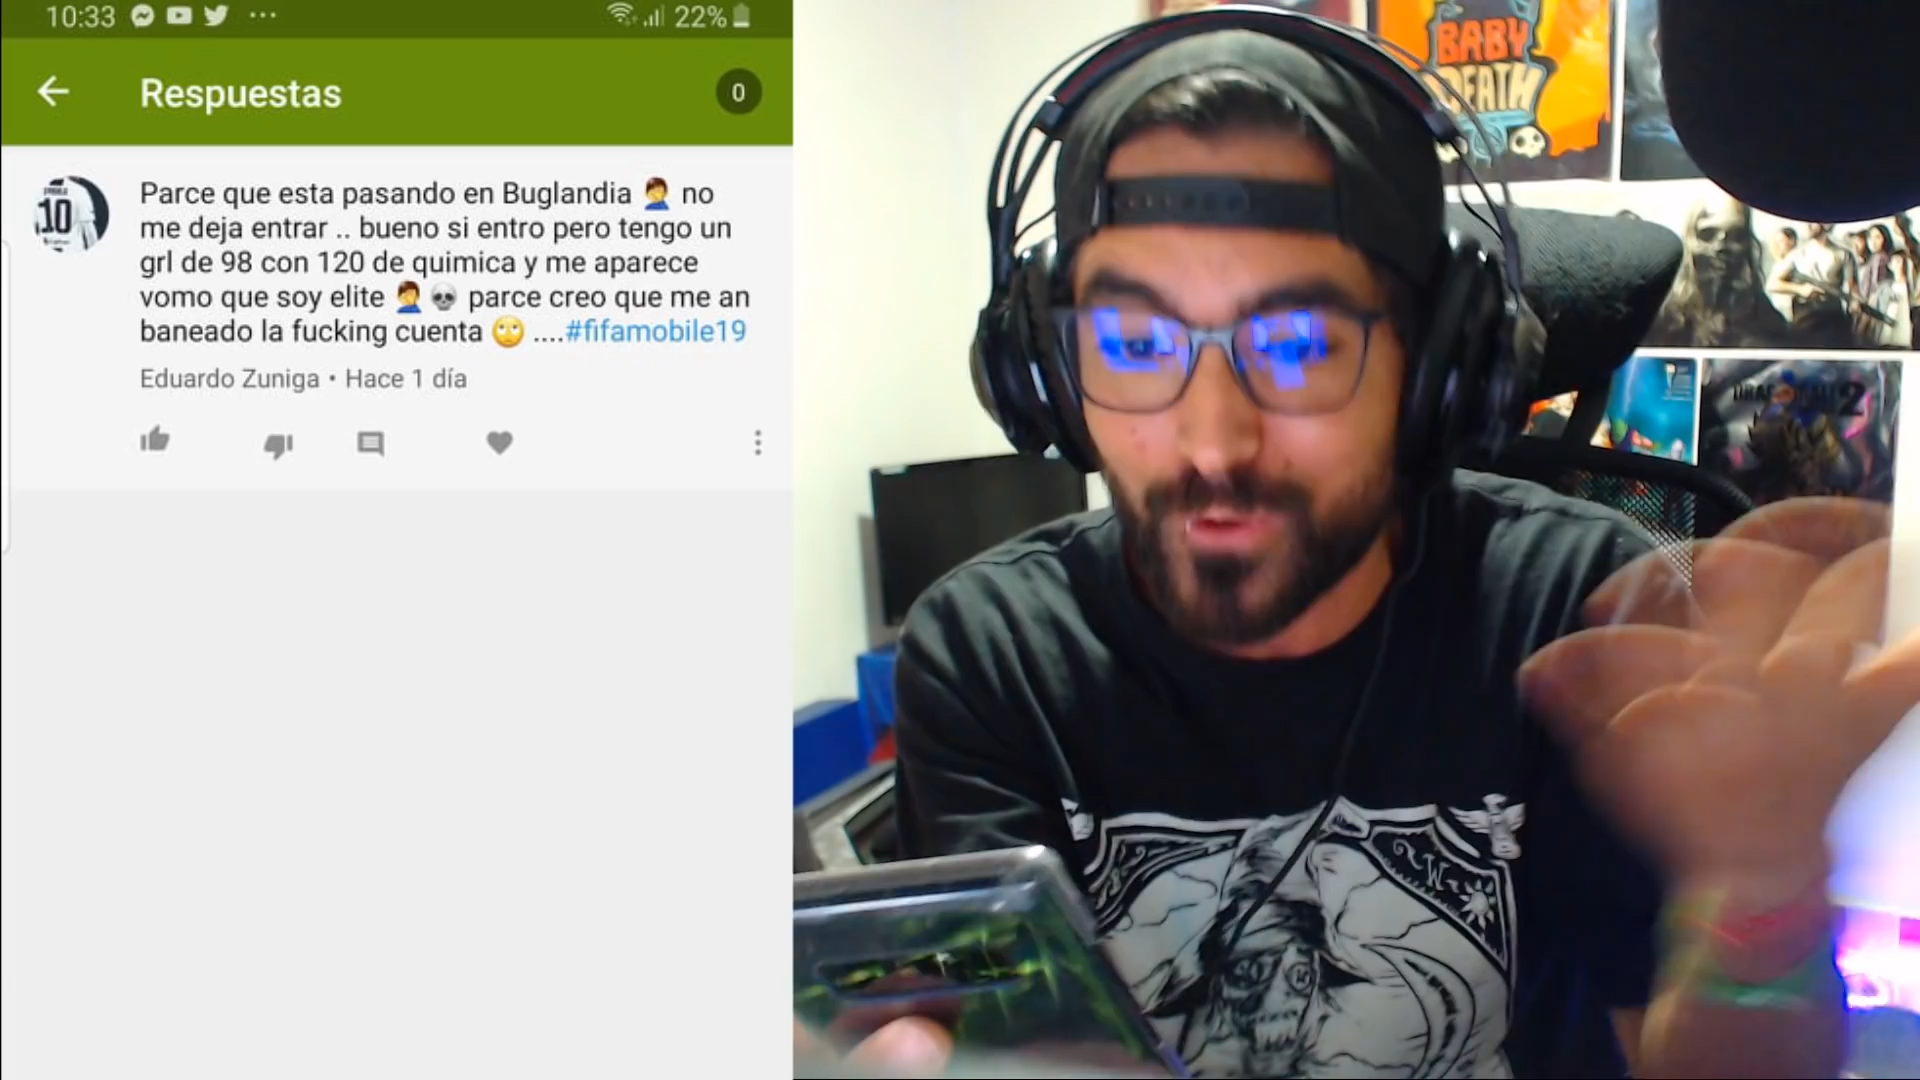 10:33 ... 22%
Respuestas 0
Parce que esta pasando en Buglandia 🤦‍♂️ no
me deja entrar .. bueno si entro pero tengo un
grl de 98 con 120 de quimica y me aparece
vomo que soy elite 🤦‍♂️💀 parce creo que me an
baneado la fucking cuenta 🙄 ....#fifamobile19
Eduardo Zuniga • Hace 1 día
10
BABY
DEATH
2
W